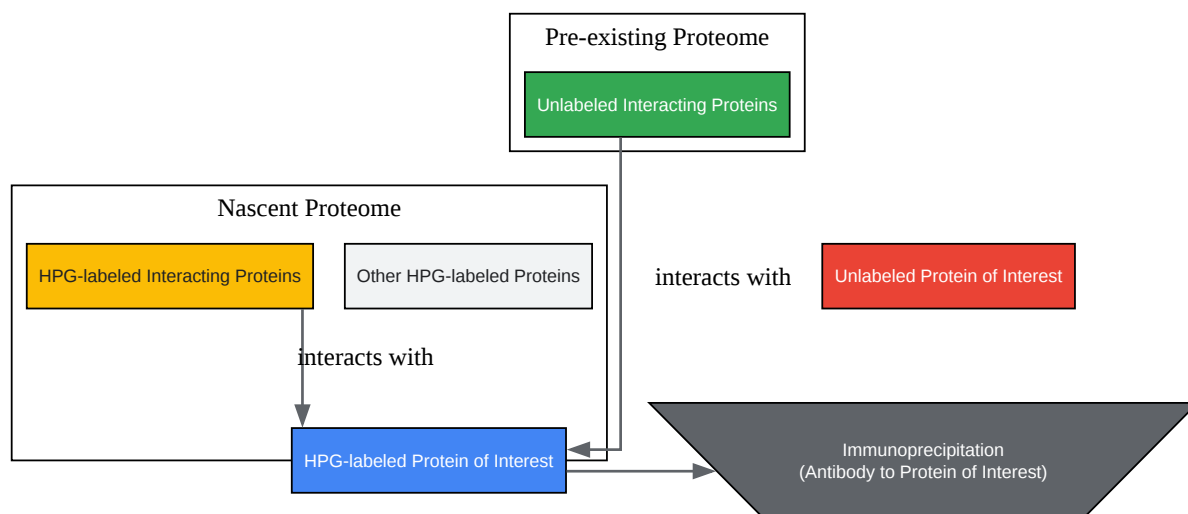 Pre-existing Proteome
Unlabeled Interacting Proteins
Nascent Proteome
HPG-labeled Interacting Proteins
Other HPG-labeled Proteins
interacts with
Unlabeled Protein of Interest
interacts with
HPG-labeled Protein of Interest
Immunoprecipitation
(Antibody to Protein of Interest)